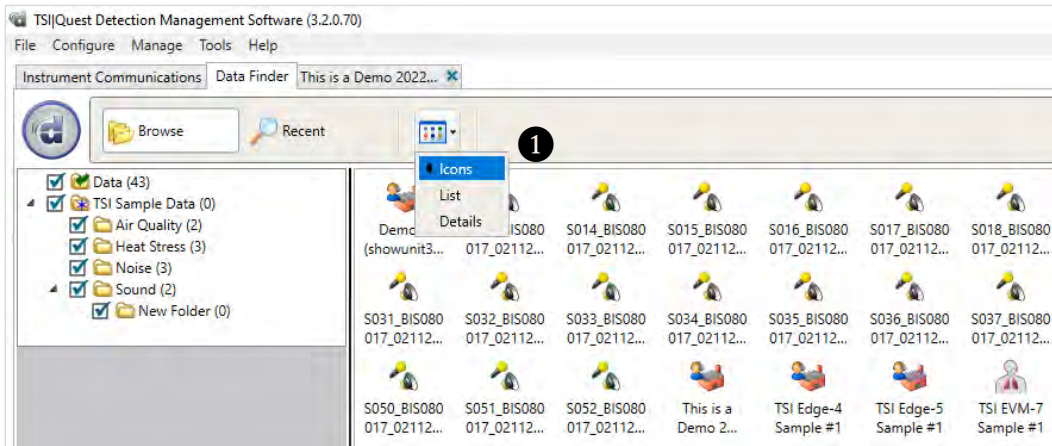 TSI|Quest Detection Management Software (3.2.0.70)
File Configure Manage Tools Help
Instrument Communications Data Finder This is a Demo 2022...
Browse Recent
1
Icons
List
Details
Data (43)
TSI Sample Data (0)
Air Quality (2)
Heat Stress (3)
Noise (3)
Sound (2)
New Folder (0)
Demo IS080 S014_BIS080 S015_BIS080 S016_BIS080 S017_BIS080 S018_BIS080
(showunit3... 017_02112... 017_02112... 017_02112... 017_02112... 017_02112... 017_02112...
S031_BIS080 S032_BIS080 S033_BIS080 S034_BIS080 S035_BIS080 S036_BIS080 S037_BIS080
017_02112... 017_02112... 017_02112... 017_02112... 017_02112... 017_02112... 017_02112...
S050_BIS080 S051_BIS080 S052_BIS080 This is a TSI Edge-4 TSI Edge-5 TSI EVM-7
017_02112... 017_02112... 017_02112... Demo 2... Sample #1 Sample #1 Sample #1